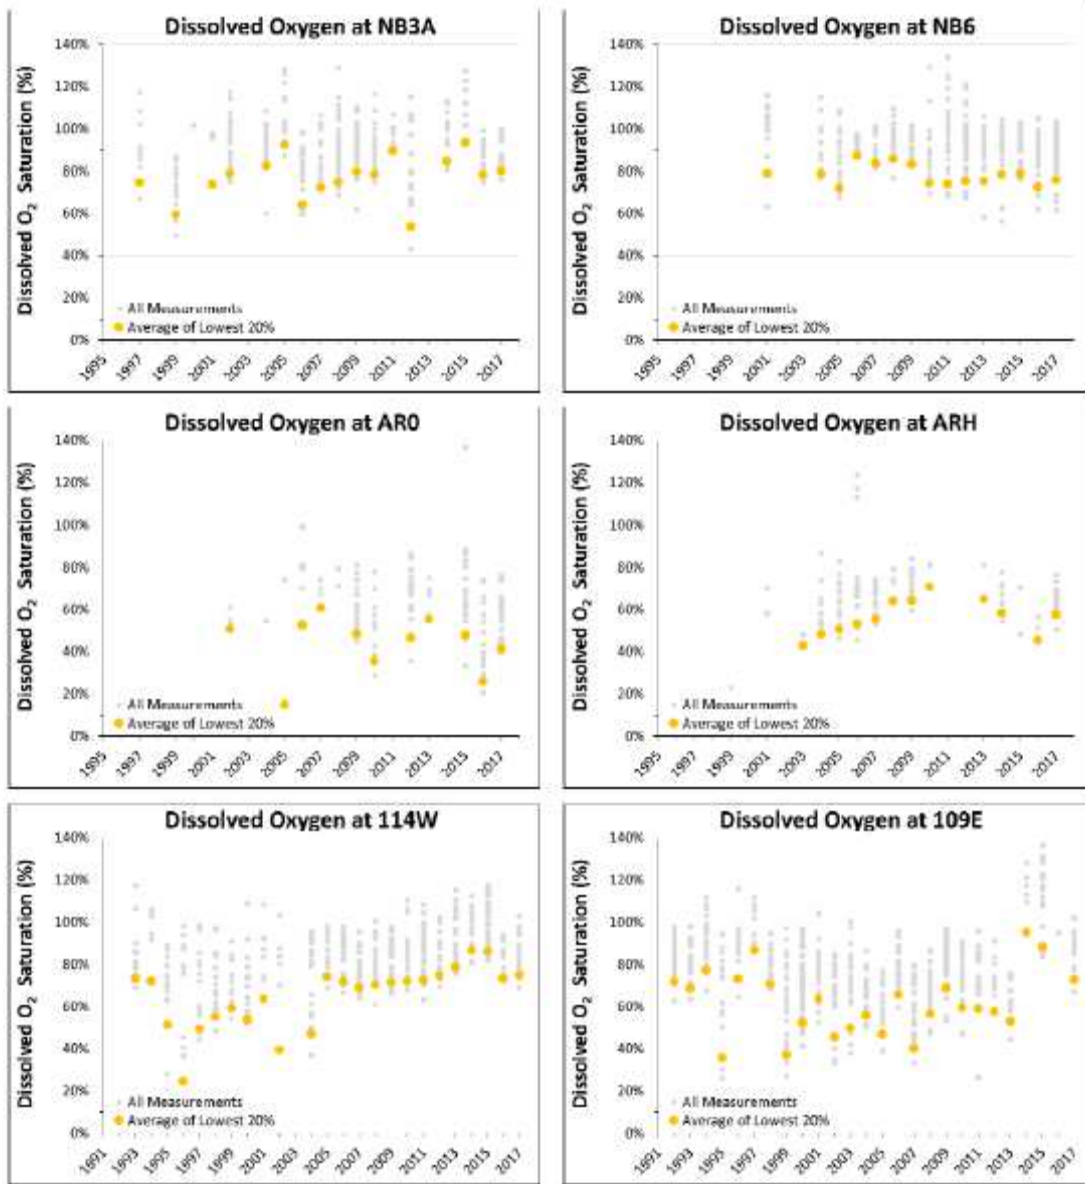 Dissolved Oxygen at NB3A
Dissolved O2 Saturation (%)
140%
120%
100%
80%
60%
40%
20%
0%
All Measurements
Average of Lowest 20%
1995 1997 1999 2001 2003 2005 2007 2009 2011 2013 2015 2017
Dissolved Oxygen at NB6
Dissolved O2 Saturation (%)
140%
120%
100%
80%
60%
40%
20%
0%
All Measurements
Average of Lowest 20%
1995 1997 1999 2001 2003 2005 2007 2009 2011 2013 2015 2017
Dissolved Oxygen at AR0
Dissolved O2 Saturation (%)
140%
120%
100%
80%
60%
40%
20%
0%
All Measurements
Average of Lowest 20%
1995 1997 1999 2001 2003 2005 2007 2009 2011 2013 2015 2017
Dissolved Oxygen at ARH
Dissolved O2 Saturation (%)
140%
120%
100%
80%
60%
40%
20%
0%
All Measurements
Average of Lowest 20%
1995 1997 1999 2001 2003 2005 2007 2009 2011 2013 2015 2017
Dissolved Oxygen at 114W
Dissolved O2 Saturation (%)
140%
120%
100%
80%
60%
40%
20%
0%
All Measurements
Average of Lowest 20%
1991 1993 1995 1997 1999 2001 2003 2005 2007 2009 2011 2013 2015 2017
Dissolved Oxygen at 109E
Dissolved O2 Saturation (%)
140%
120%
100%
80%
60%
40%
20%
0%
All Measurements
Average of Lowest 20%
1991 1993 1995 1997 1999 2001 2003 2005 2007 2009 2011 2013 2015 2017